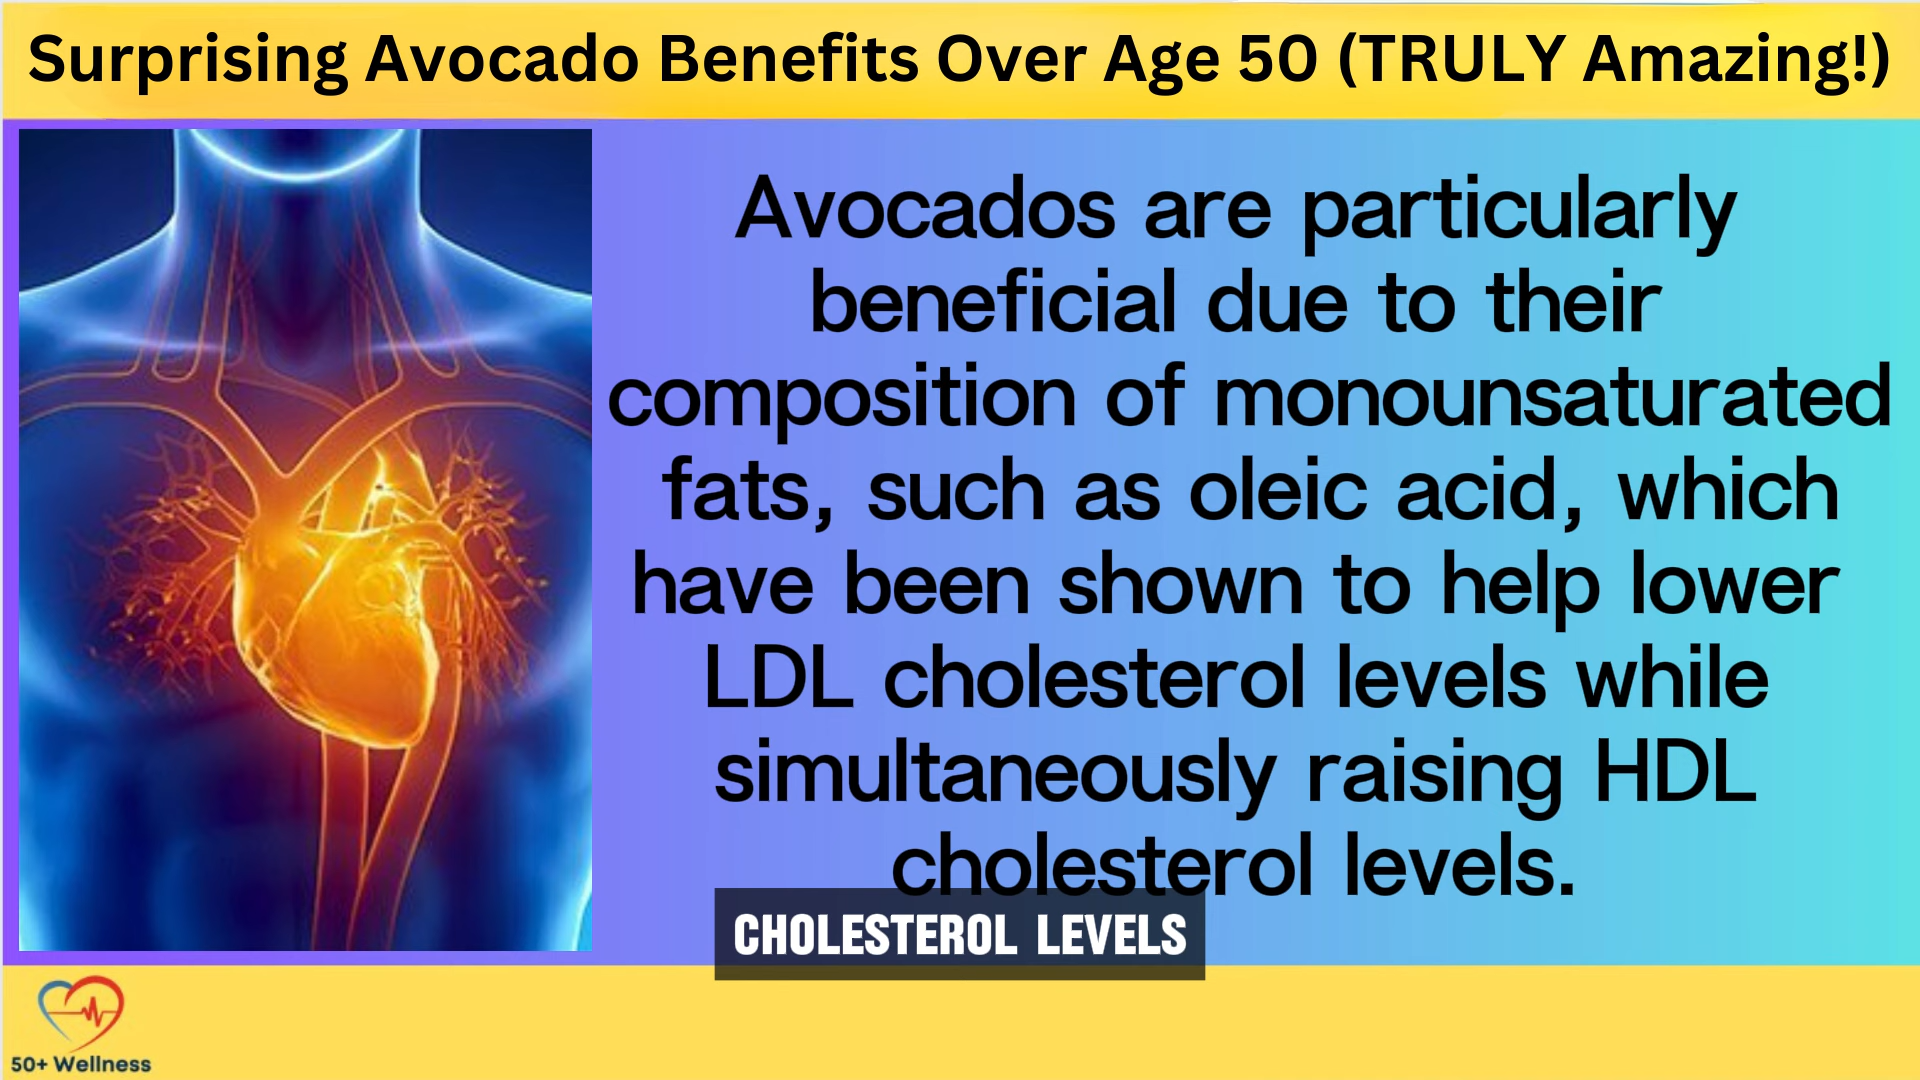 Surprising Avocado Benefits Over Age 50 (TRULY Amazing!)
Avocados are particularly
beneficial due to their
composition of monounsaturated
fats, such as oleic acid, which
have been shown to help lower
LDL cholesterol levels while
simultaneously raising HDL
cholesterol levels.
CHOLESTEROL LEVELS
50+ Wellness